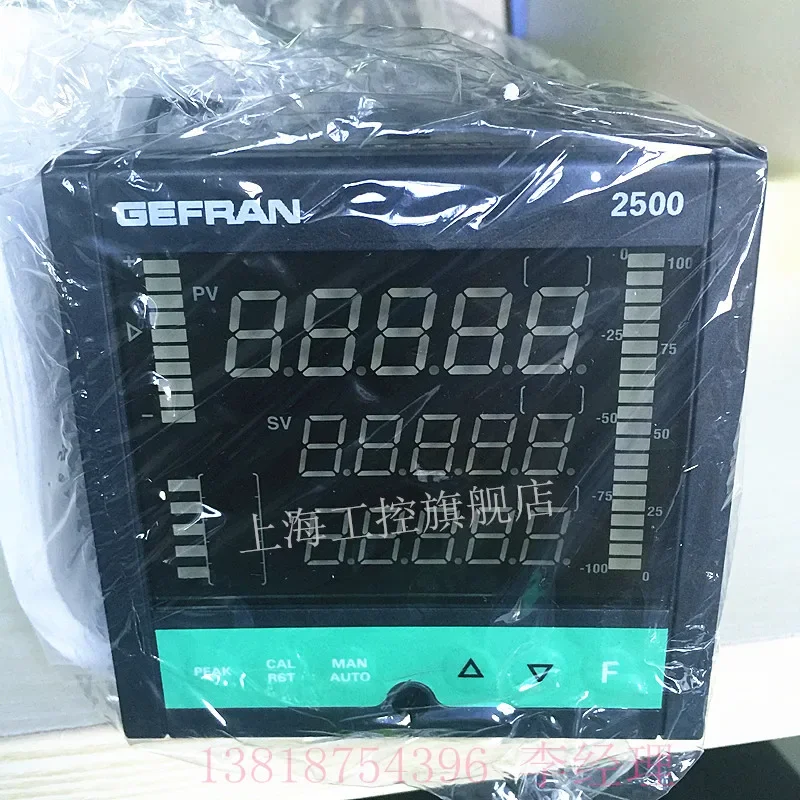 GEFRAN 2500
+ PV 0 100
-25 75
-
SV -50 50
-75 25
上海工控旗舰店
-100 0
PEAK CAL RST MAN AUTO F
13818754396 李经理